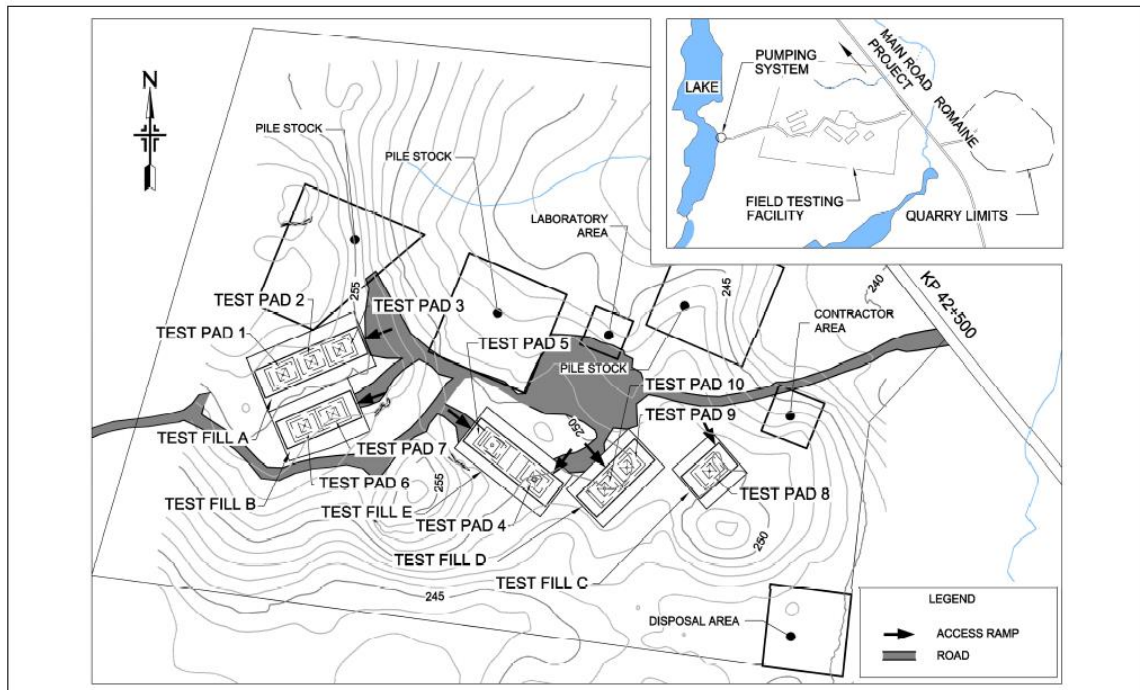 N
PILE STOCK
PILE STOCK
LABORATORY
AREA
PUMPING
SYSTEM
LAKE
MAIN ROAD ROMAINE
PROJECT
FIELD TESTING
FACILITY
QUARRY LIMITS
255
TEST PAD 2
TEST PAD 3
TEST PAD 1
TEST PAD 5
PILE STOCK
245
240
KP 42+500
CONTRACTOR
AREA
TEST PAD 10
TEST PAD 9
250
TEST FILL A
TEST PAD 7
TEST PAD 6
TEST FILL B
255
TEST FILL E
TEST PAD 4
TEST PAD 8
TEST FILL D
TEST FILL C
250
245
DISPOSAL AREA
LEGEND
ACCESS RAMP
ROAD